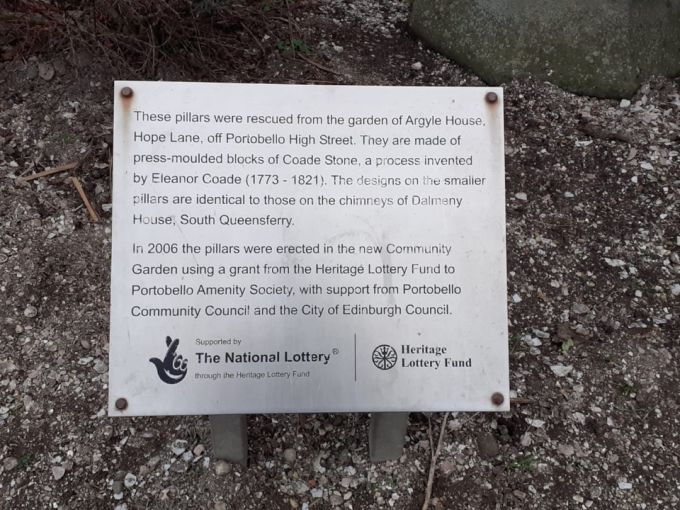 These pillars were rescued from the garden of Argyle House,
Hope Lane, off Portobello High Street. They are made of
press-moulded blocks of Coade Stone, a process invented
by Eleanor Coade (1773 - 1821). The designs on the smaller
pillars are identical to those on the chimneys of Dalmeny
House, South Queensferry.
In 2006 the pillars were erected in the new Community
Garden using a grant from the Heritage Lottery Fund to
Portobello Amenity Society, with support from Portobello
Community Council and the City of Edinburgh Council.
Supported by
The National Lottery®
through the Heritage Lottery Fund
Heritage
Lottery Fund